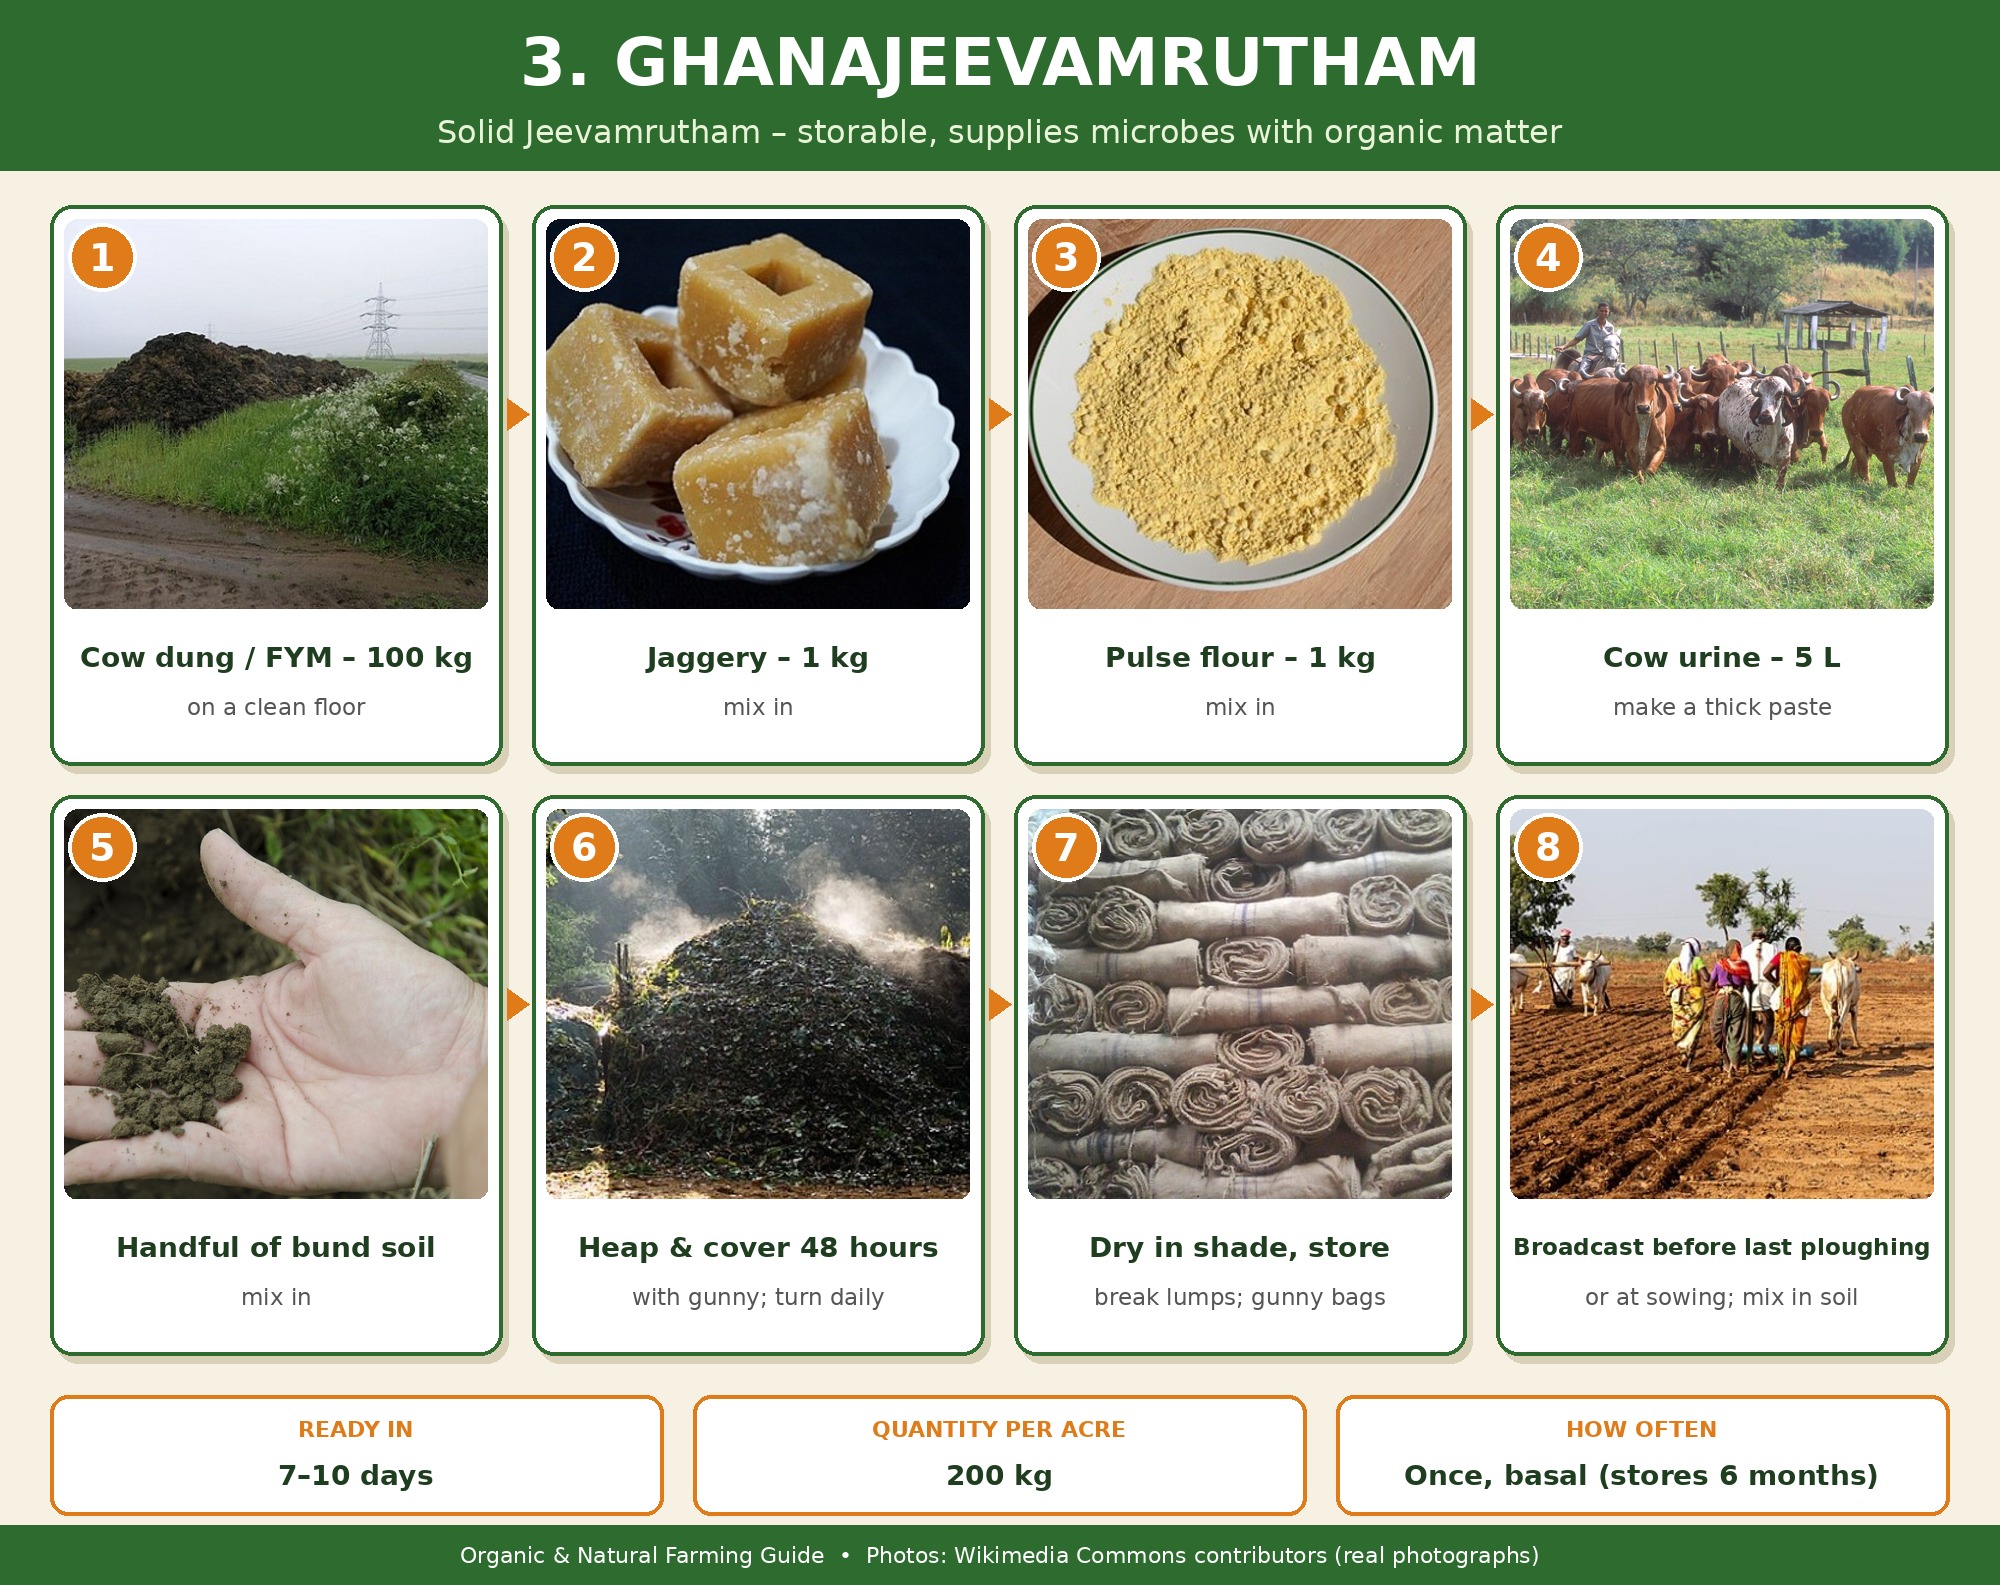 3. GHANAJEEVAMRUTHAM
Solid Jeevamrutham – storable, supplies microbes with organic matter
1
Cow dung / FYM – 100 kg
on a clean floor
2
Jaggery – 1 kg
mix in
3
Pulse flour – 1 kg
mix in
4
Cow urine – 5 L
make a thick paste
5
Handful of bund soil
mix in
6
Heap & cover 48 hours
with gunny; turn daily
7
Dry in shade, store
break lumps; gunny bags
8
Broadcast before last ploughing
or at sowing; mix in soil
READY IN
7–10 days
QUANTITY PER ACRE
200 kg
HOW OFTEN
Once, basal (stores 6 months)
Organic & Natural Farming Guide • Photos: Wikimedia Commons contributors (real photographs)